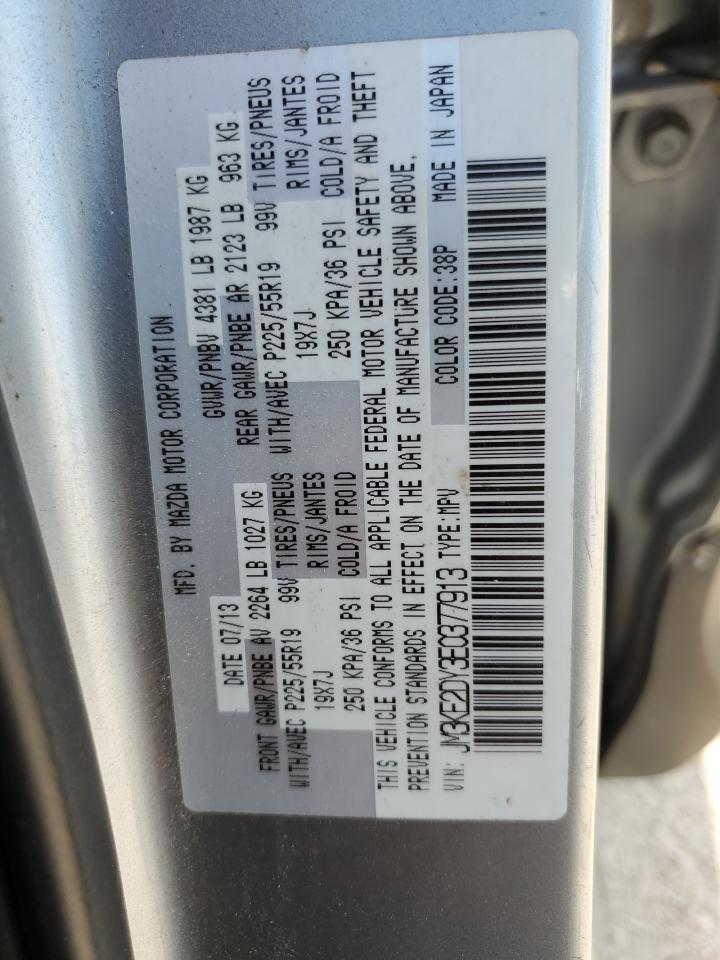 MFD. BY MAZDA MOTOR CORPORATION
DATE 07/13 GVWR/PNBV 4381 LB 1987 KG
FRONT GAWR/PNBE AV 2264 LB 1027 KG REAR GAWR/PNBE AR 2123 LB 963 KG
WITH/AVEC P225/55R19 99V TIRES/PNEUS WITH/AVEC P225/55R19 99V TIRES/PNEUS
19X7J RIMS/JANTES 19X7J RIMS/JANTES
250 KPA/36 PSI COLD/A FROID 250 KPA/36 PSI COLD/A FROID
THIS VEHICLE CONFORMS TO ALL APPLICABLE FEDERAL MOTOR VEHICLE SAFETY AND THEFT
PREVENTION STANDARDS IN EFFECT ON THE DATE OF MANUFACTURE SHOWN ABOVE.
VIN: JM3KE2DY3E0377913 TYPE:MPV COLOR CODE:38P MADE IN JAPAN